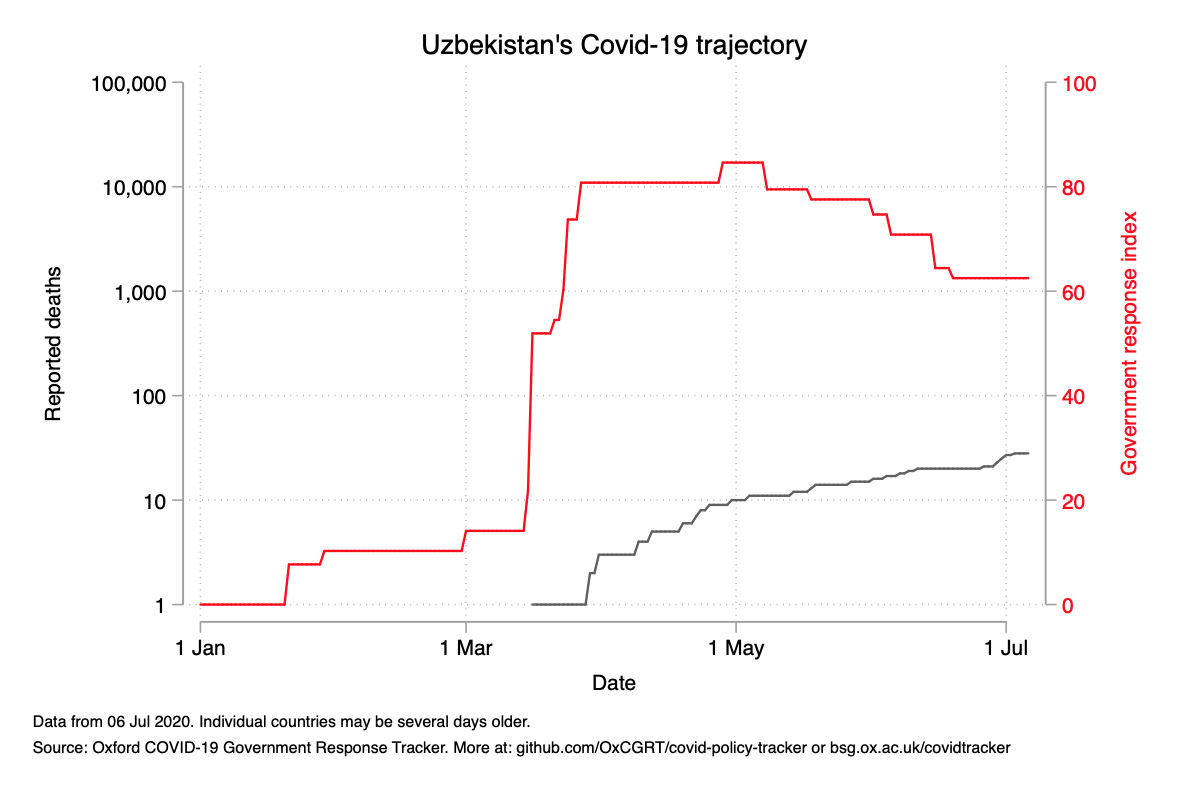 Uzbekistan's Covid-19 trajectory
100,000
10,000
1,000
100
10
1
Reported deaths
100
80
60
40
20
0
Government response index
1 Jan
1 Mar
1 May
1 Jul
Date
Data from 06 Jul 2020. Individual countries may be several days older.
Source: Oxford COVID-19 Government Response Tracker. More at: github.com/OxCGRT/covid-policy-tracker or bsg.ox.ac.uk/covidtracker